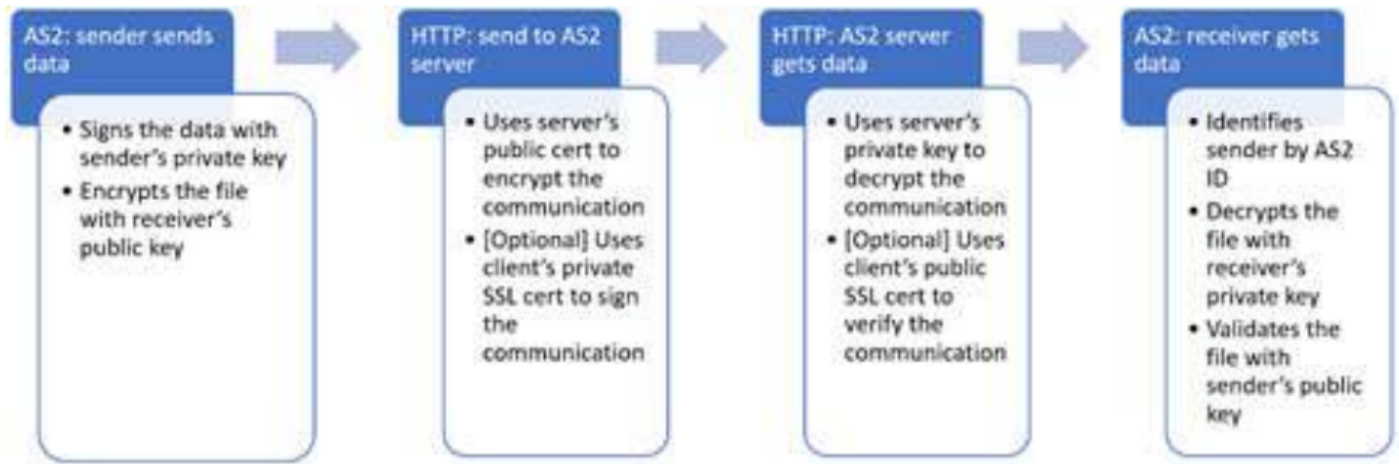 AS2: sender sends
data
• Signs the data with
sender's private key
• Encrypts the file
with receiver's
public key
HTTP: send to AS2
server
• Uses server's
public cert to
encrypt the
communication
• [Optional] Uses
client's private
SSL cert to sign
the
communication
HTTP: AS2 server
gets data
• Uses server's
private key to
decrypt the
communication
• [Optional] Uses
client's public
SSL cert to
verify the
communication
AS2: receiver gets
data
• Identifies
sender by AS2
ID
• Decrypts the
file with
receiver's
private key
• Validates the
file with
sender's public
key